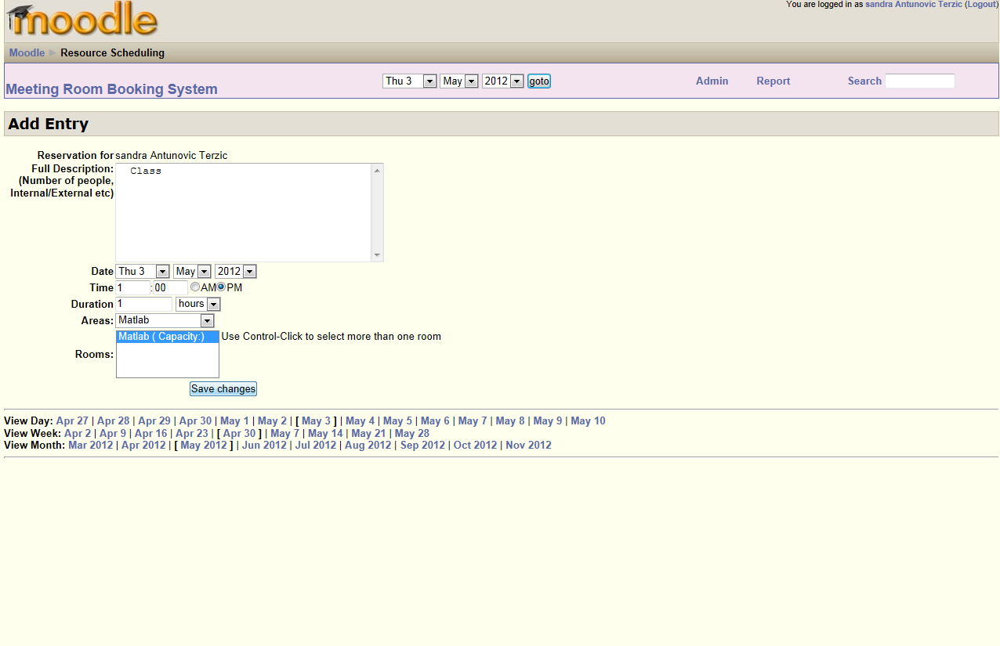 moodle
You are logged in as sandra Antunovic Terzic (Logout)
Moodle ► Resource Scheduling
Meeting Room Booking System
Thu 3 May 2012 goto
Admin Report Search
Add Entry
Reservation for sandra Antunovic Terzic
Full Description:
(Number of people,
Internal/External etc)
Class
Date Thu 3 May 2012
Time 1 : 00 AM PM
Duration 1 hours
Areas: Matlab
Rooms: Matlab ( Capacity:) Use Control-Click to select more than one room
Save changes
View Day: Apr 27 | Apr 28 | Apr 29 | Apr 30 | May 1 | May 2 | [ May 3 ] | May 4 | May 5 | May 6 | May 7 | May 8 | May 9 | May 10
View Week: Apr 2 | Apr 9 | Apr 16 | Apr 23 | [ Apr 30 ] | May 7 | May 14 | May 21 | May 28
View Month: Mar 2012 | Apr 2012 | [ May 2012 ] | Jun 2012 | Jul 2012 | Aug 2012 | Sep 2012 | Oct 2012 | Nov 2012